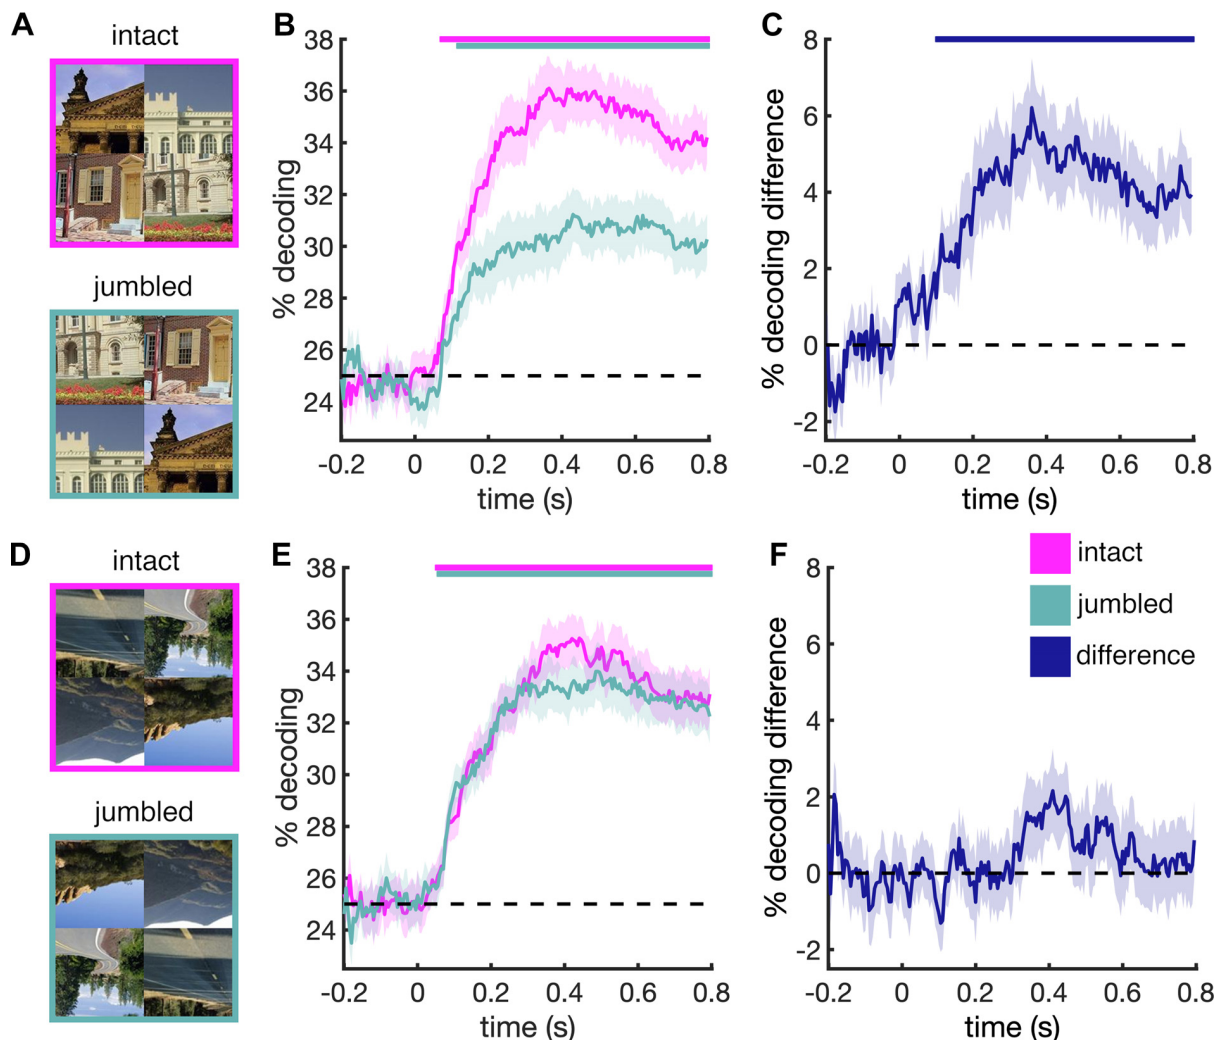 A
intact
jumbled
B
% decoding
38
36
34
32
30
28
26
24
-0.2
0
0.2
0.4
0.6
0.8
time (s)
C
% decoding difference
8
6
4
2
0
-2
-0.2
0
0.2
0.4
0.6
0.8
time (s)
D
intact
jumbled
E
% decoding
38
36
34
32
30
28
26
24
-0.2
0
0.2
0.4
0.6
0.8
time (s)
F
% decoding difference
8
6
4
2
0
-2
-0.2
0
0.2
0.4
0.6
0.8
time (s)
intact
jumbled
difference